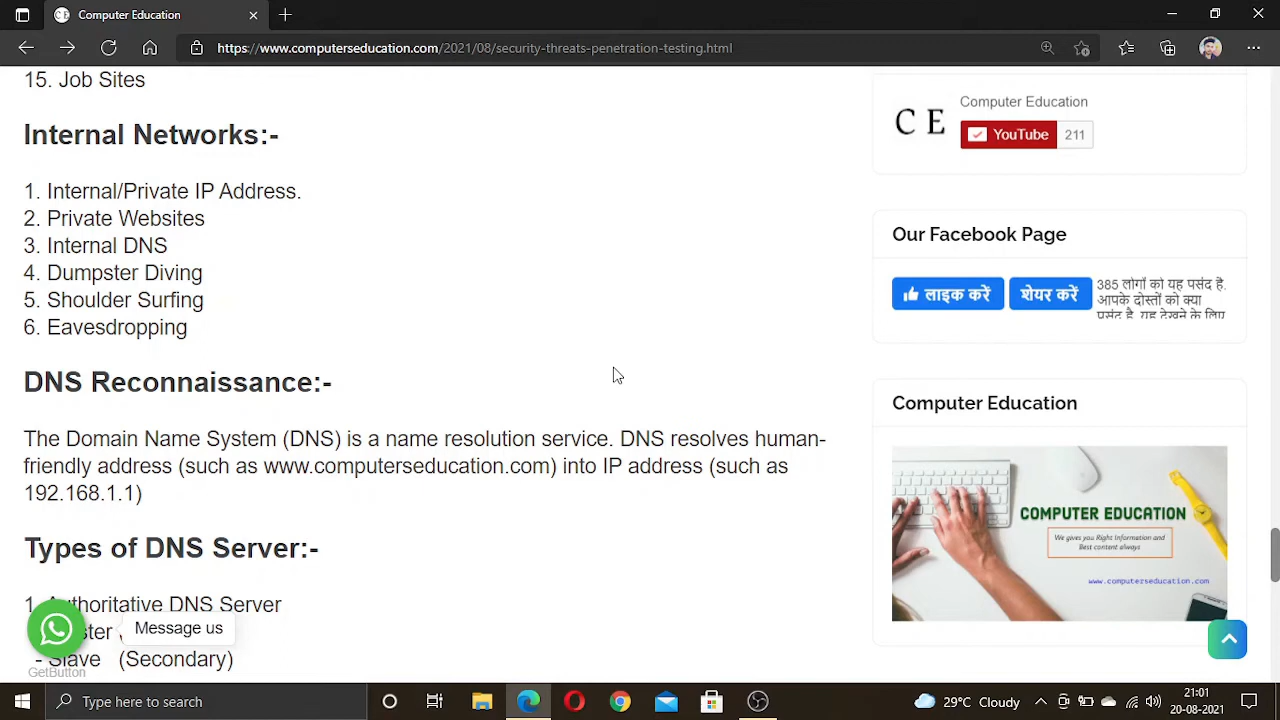 Computer Education
https://www.computerseducation.com/2021/08/security-threats-penetration-testing.html
15. Job Sites
Internal Networks:-
1. Internal/Private IP Address.
2. Private Websites
3. Internal DNS
4. Dumpster Diving
5. Shoulder Surfing
6. Eavesdropping
DNS Reconnaissance:-
The Domain Name System (DNS) is a name resolution service. DNS resolves human-
friendly address (such as www.computerseducation.com) into IP address (such as
192.168.1.1)
Types of DNS Server:-
1. Authoritative DNS Server
- Slave (Secondary)
Message us
GetButton
C E
Computer Education
YouTube 211
Our Facebook Page
लाइक करें शेयर करें
385 लोगों को यह पसंद है.
आपके दोस्तों को क्या
पसंद है, यह देखने के लिए
Computer Education
COMPUTER EDUCATION
We gives you Right Information and
Best content always
www.computerseducation.com
Type here to search
29°C Cloudy
21:01
20-08-2021